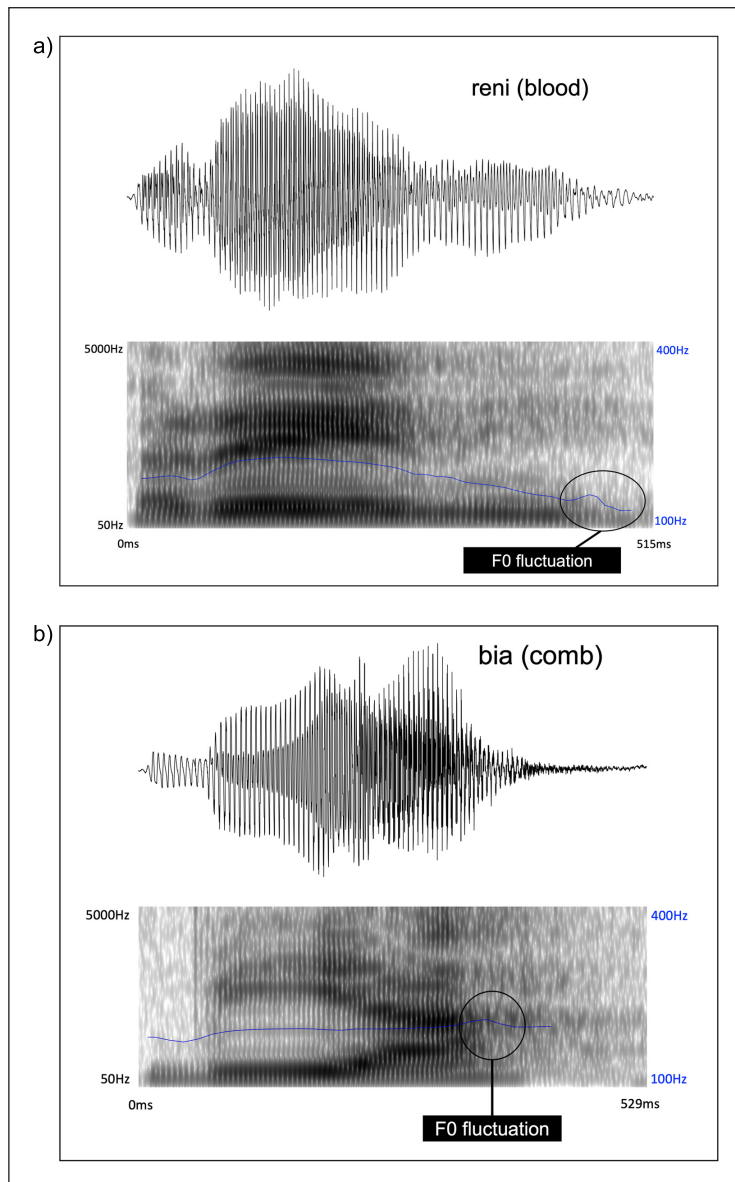 a)
reni (blood)
5000Hz
400Hz
50Hz
100Hz
0ms
515ms
F0 fluctuation
b)
bia (comb)
5000Hz
400Hz
50Hz
100Hz
0ms
529ms
F0 fluctuation